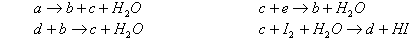 a → b + c + H₂O    c + e → b + H₂O
d + b → c + H₂O    c + I₂ + H₂O → d + HI